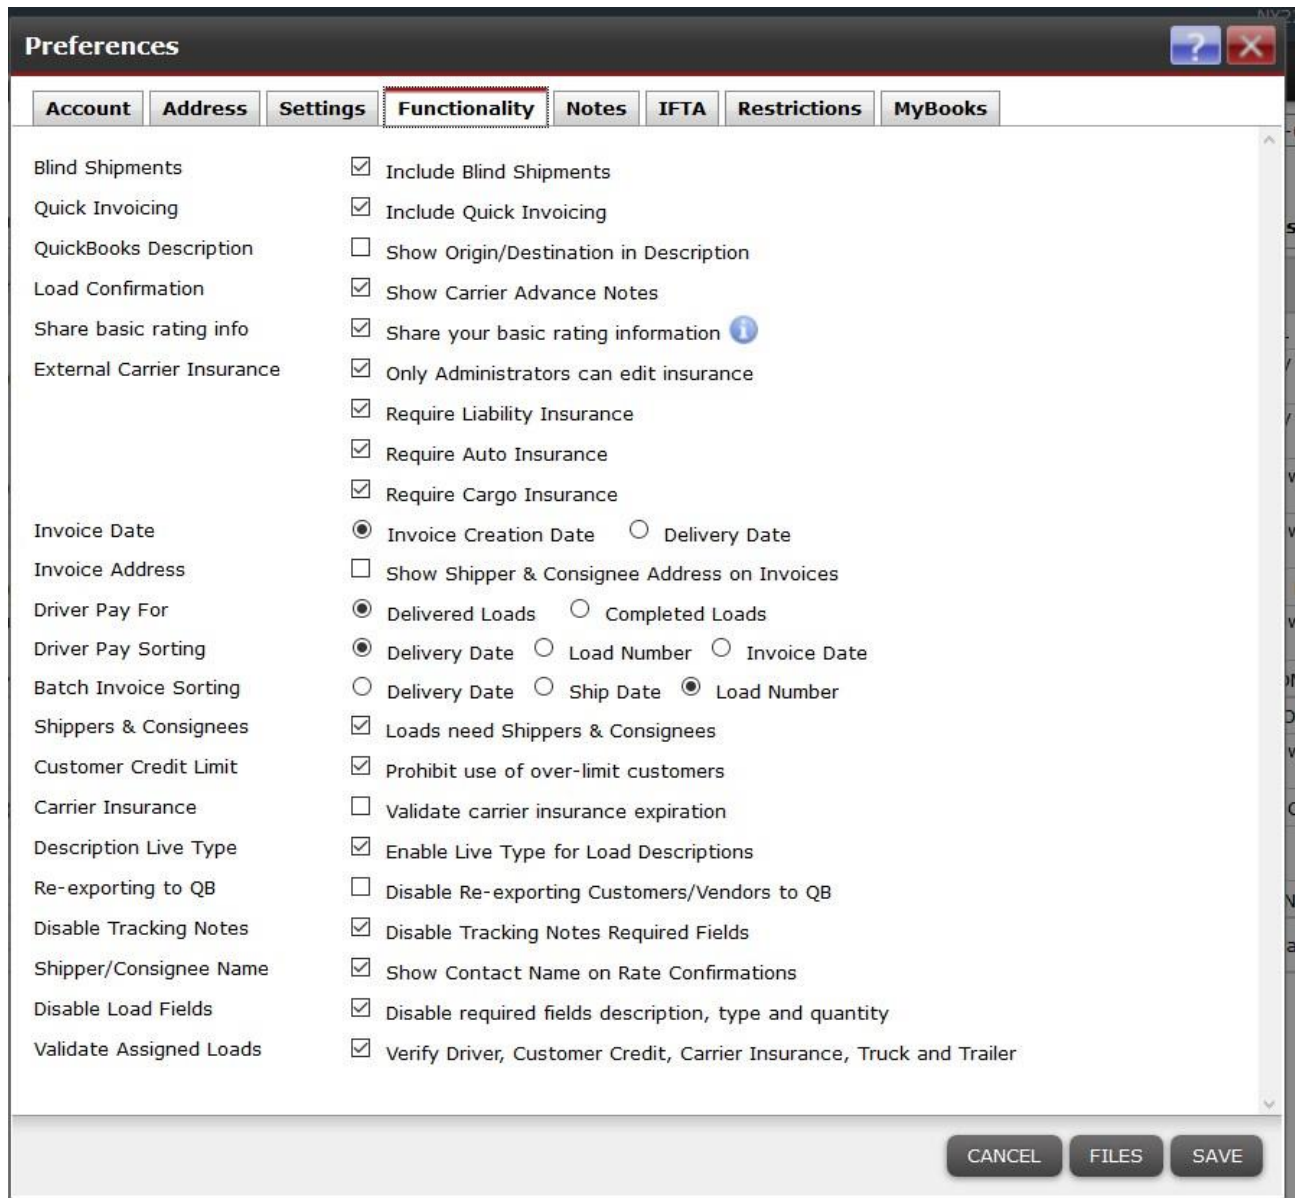 Preferences
?
Account Address Settings Functionality Notes IFTA Restrictions MyBooks
Blind Shipments Include Blind Shipments
Quick Invoicing Include Quick Invoicing
QuickBooks Description Show Origin/Destination in Description
Load Confirmation Show Carrier Advance Notes
Share basic rating info Share your basic rating information
External Carrier Insurance Only Administrators can edit insurance
Require Liability Insurance
Require Auto Insurance
Require Cargo Insurance
Invoice Date Invoice Creation Date Delivery Date
Invoice Address Show Shipper & Consignee Address on Invoices
Driver Pay For Delivered Loads Completed Loads
Driver Pay Sorting Delivery Date Load Number Invoice Date
Batch Invoice Sorting Delivery Date Ship Date Load Number
Shippers & Consignees Loads need Shippers & Consignees
Customer Credit Limit Prohibit use of over-limit customers
Carrier Insurance Validate carrier insurance expiration
Description Live Type Enable Live Type for Load Descriptions
Re-exporting to QB Disable Re-exporting Customers/Vendors to QB
Disable Tracking Notes Disable Tracking Notes Required Fields
Shipper/Consignee Name Show Contact Name on Rate Confirmations
Disable Load Fields Disable required fields description, type and quantity
Validate Assigned Loads Verify Driver, Customer Credit, Carrier Insurance, Truck and Trailer
CANCEL FILES SAVE